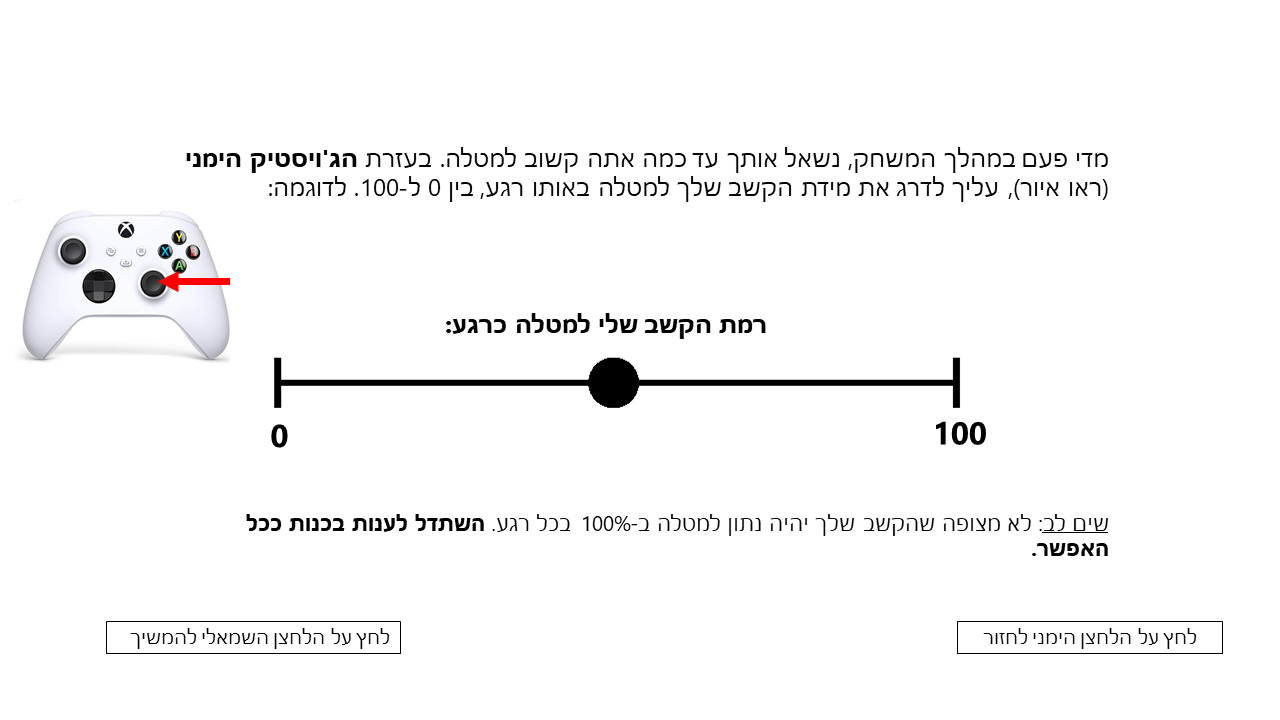 מדי פעם במהלך המשחק, נשאל אותך עד כמה אתה קשוב למטלה. בעזרת הג'ויסטיק הימני
(ראו איור), עליך לדרג את מידת הקשב שלך למטלה באותו רגע, בין 0 ל-100. לדוגמה:
Y
X
B
A
רמת הקשב שלי למטלה כרגע:
0
100
שים לב: לא מצופה שהקשב שלך יהיה נתון למטלה ב-100% בכל רגע. השתדל לענות בכנות ככל
האפשר.
לחץ על הלחצן הימני לחזור
לחץ על הלחצן השמאלי להמשיך